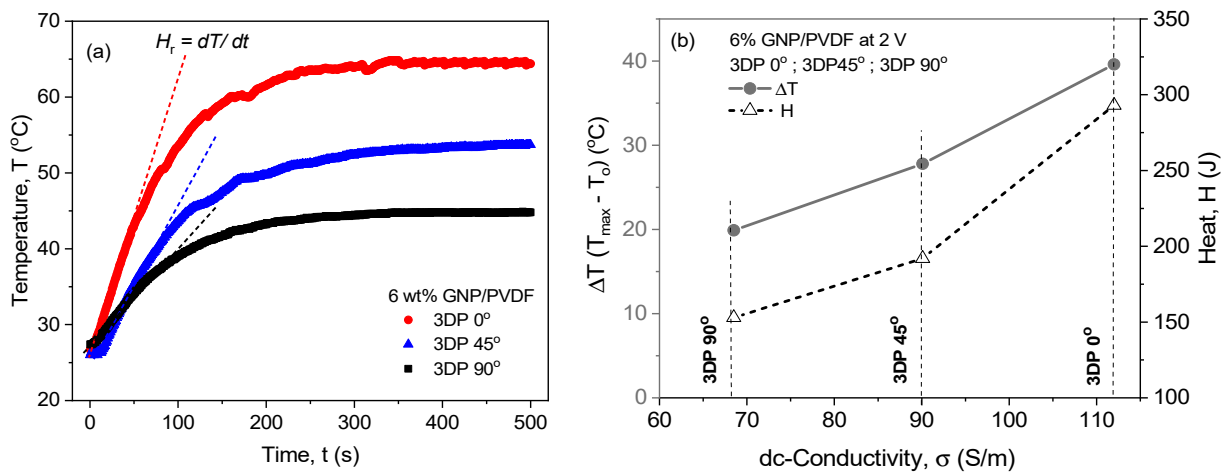 (a)
H_r = dT/ dt
Temperature, T (°C)
70
60
50
40
30
20
6 wt% GNP/PVDF
3DP 0°
3DP 45°
3DP 90°
0
100
200
300
400
500
Time, t (s)
(b)
6% GNP/PVDF at 2 V
3DP 0° ; 3DP45° ; 3DP 90°
ΔT
H
ΔT (T_max - T_o) (°C)
40
30
20
10
0
3DP 90°
3DP 45°
3DP 0°
350
300
250
200
150
100
Heat, H (J)
60
70
80
90
100
110
dc-Conductivity, σ (S/m)